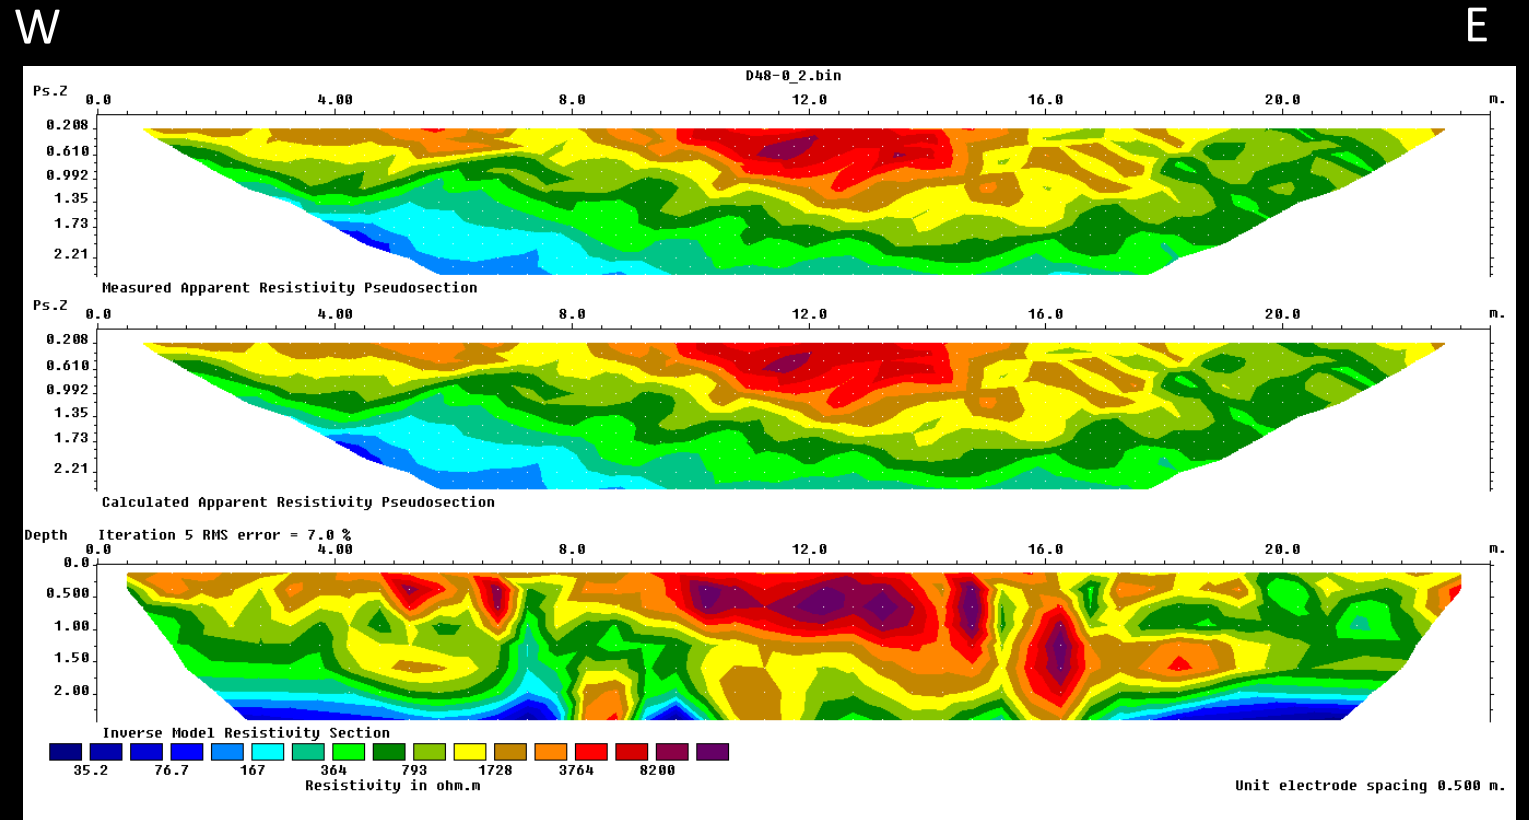 W E
D48-0_2.bin
Ps.Z 0.0 4.00 8.0 12.0 16.0 20.0 m.
0.208
0.610
0.992
1.35
1.73
2.21
Measured Apparent Resistivity Pseudosection
Ps.Z 0.0 4.00 8.0 12.0 16.0 20.0 m.
0.208
0.610
0.992
1.35
1.73
2.21
Calculated Apparent Resistivity Pseudosection
Depth Iteration 5 RMS error = 7.0 %
0.0 4.00 8.0 12.0 16.0 20.0 m.
0.0
0.500
1.00
1.50
2.00
Inverse Model Resistivity Section
35.2 76.7 167 364 793 1728 3764 8200
Resistivity in ohm.m Unit electrode spacing 0.500 m.